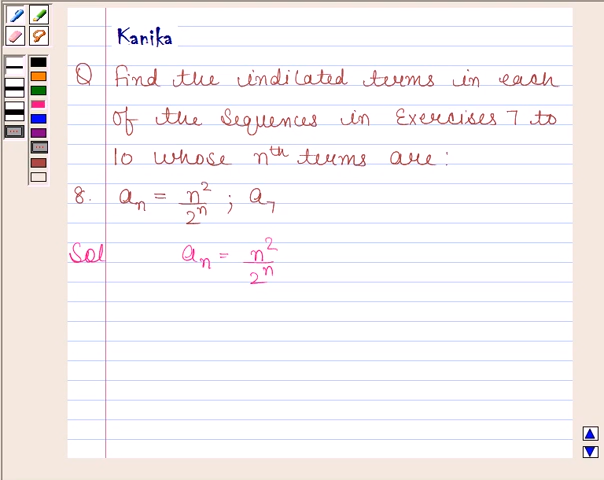 Kanika
Q find the indicated terms in each
of the Sequences in Exercises 7 to
10 whose nth terms are:
8. aₙ = n²/2ⁿ ; a₇
Sol aₙ = n²/2ⁿ